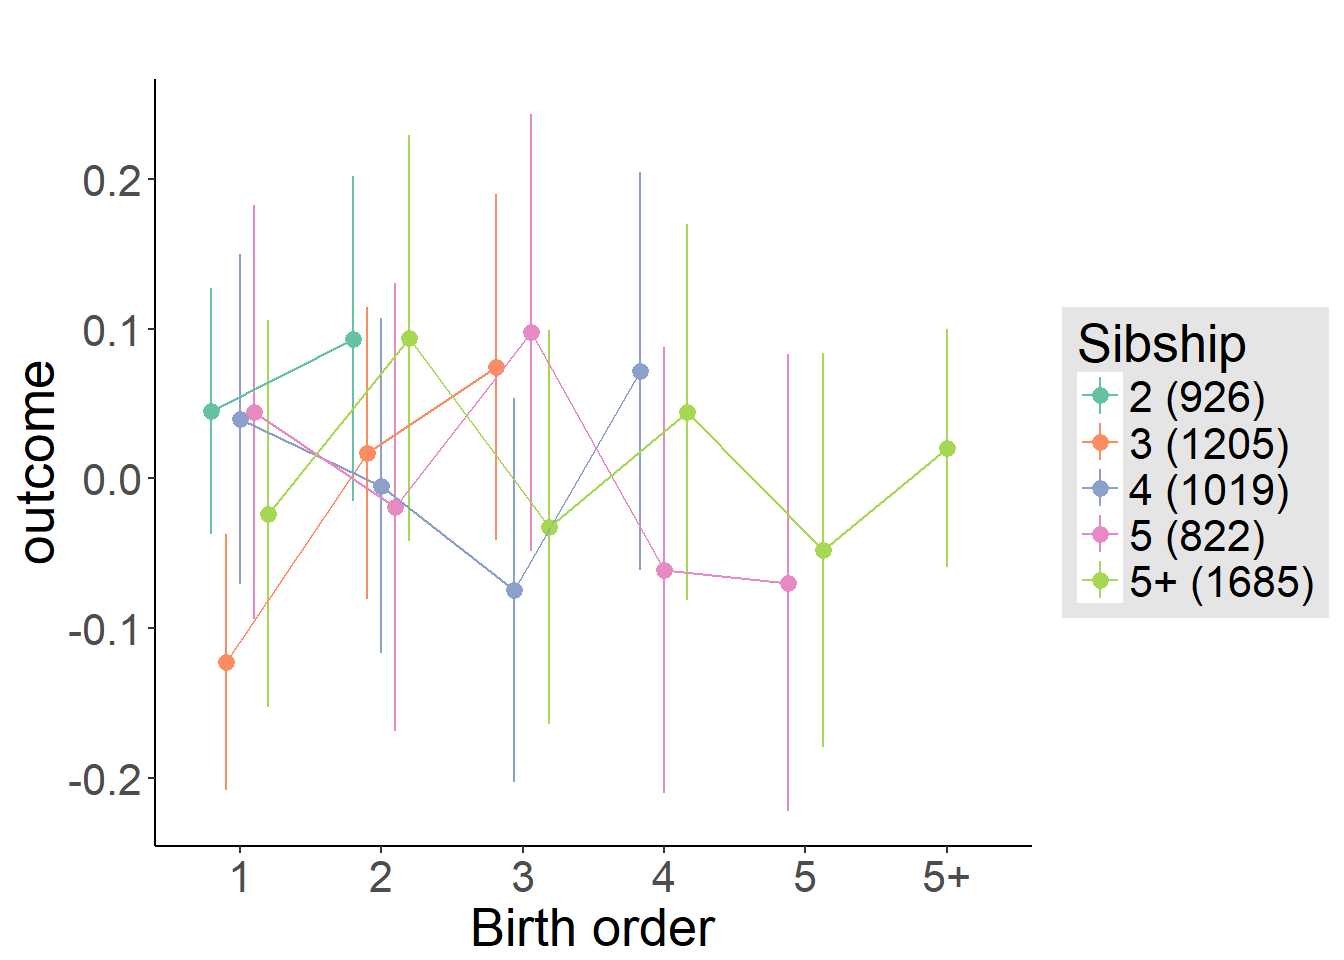 0.2
0.1
0.0
-0.1
-0.2
outcome
1 2 3 4 5 5+
Birth order
Sibship
2 (926)
3 (1205)
4 (1019)
5 (822)
5+ (1685)